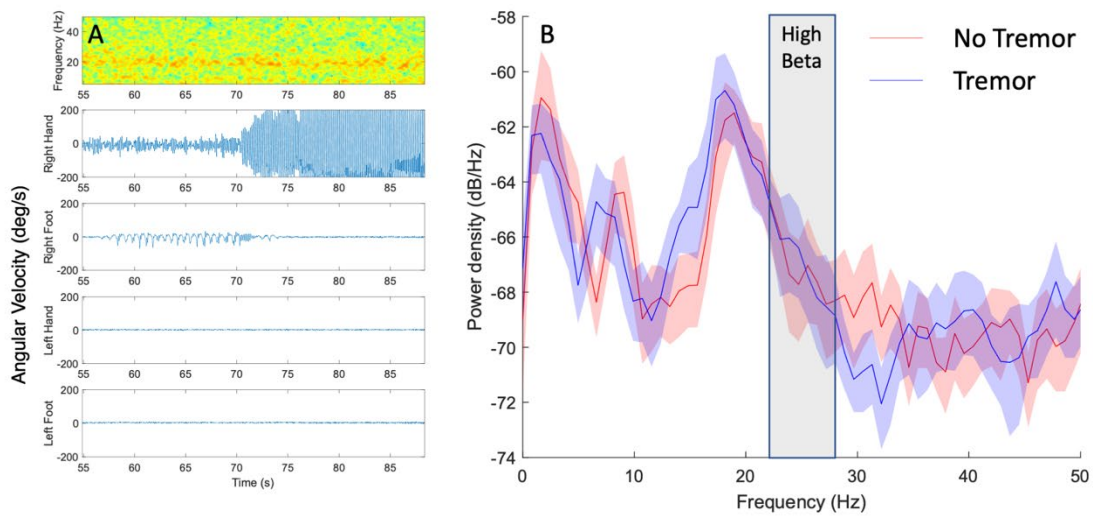 A
Frequency (Hz)
40
20
55 60 65 70 75 80 85
Angular Velocity (deg/s)
Right Hand
200
0
-200
55 60 65 70 75 80 85
Right Foot
200
0
-200
55 60 65 70 75 80 85
Left Hand
200
0
-200
55 60 65 70 75 80 85
Left Foot
200
0
-200
55 60 65 70 75 80 85
Time (s)
B
High
Beta
No Tremor
Tremor
Power density (dB/Hz)
-58
-60
-62
-64
-66
-68
-70
-72
-74
0 10 20 30 40 50
Frequency (Hz)